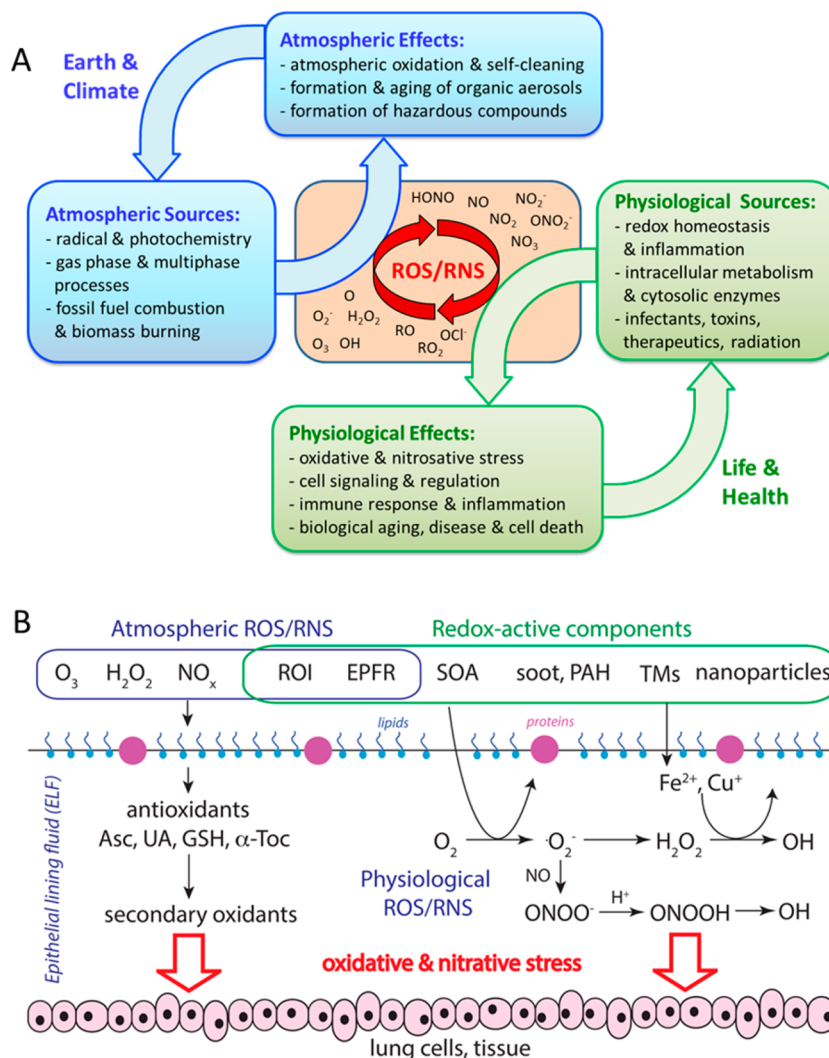 A
Earth &
Climate
Atmospheric Effects:
- atmospheric oxidation & self-cleaning
- formation & aging of organic aerosols
- formation of hazardous compounds
Atmospheric Sources:
- radical & photochemistry
- gas phase & multiphase
processes
- fossil fuel combustion
& biomass burning
HONO NO NO₂⁻
NO₂ ONO₂⁻
NO₃
ROS/RNS
O
O₂⁻ H₂O₂ RO OCl⁻
O₃ OH RO₂
Physiological Sources:
- redox homeostasis
& inflammation
- intracellular metabolism
& cytosolic enzymes
- infectants, toxins,
therapeutics, radiation
Physiological Effects:
- oxidative & nitrosative stress
- cell signaling & regulation
- immune response & inflammation
- biological aging, disease & cell death
Life &
Health
B
Atmospheric ROS/RNS Redox-active components
O₃ H₂O₂ NOₓ ROI EPFR SOA soot, PAH TMs nanoparticles
lipids proteins
Epithelial lining fluid (ELF)
Fe²⁺, Cu⁺
antioxidants
Asc, UA, GSH, α-Toc
O₂ ·O₂⁻ H₂O₂ OH
Physiological
ROS/RNS
NO
ONOO⁻ H⁺ ONOOH OH
secondary oxidants
oxidative & nitrative stress
lung cells, tissue